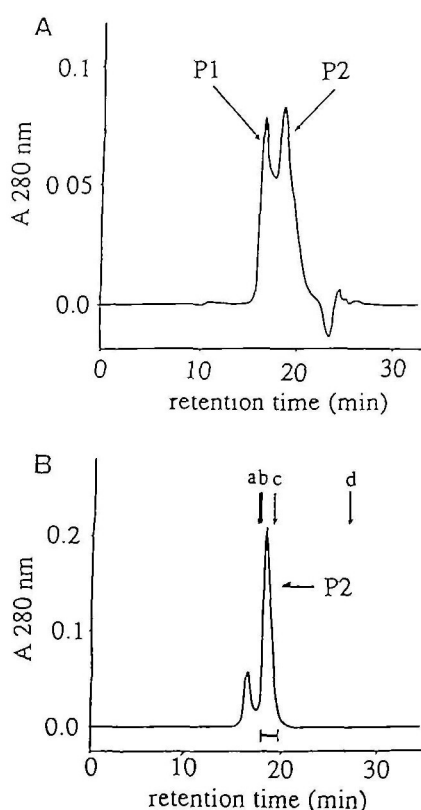 A
0.1
P1 P2
A 280 nm
0 05
0.0
0 10 20 30
retention time (min)
B
a b c d
0.2
P2
A 280 nm
0.1
0.0
0 10 20 30
retention time (min)